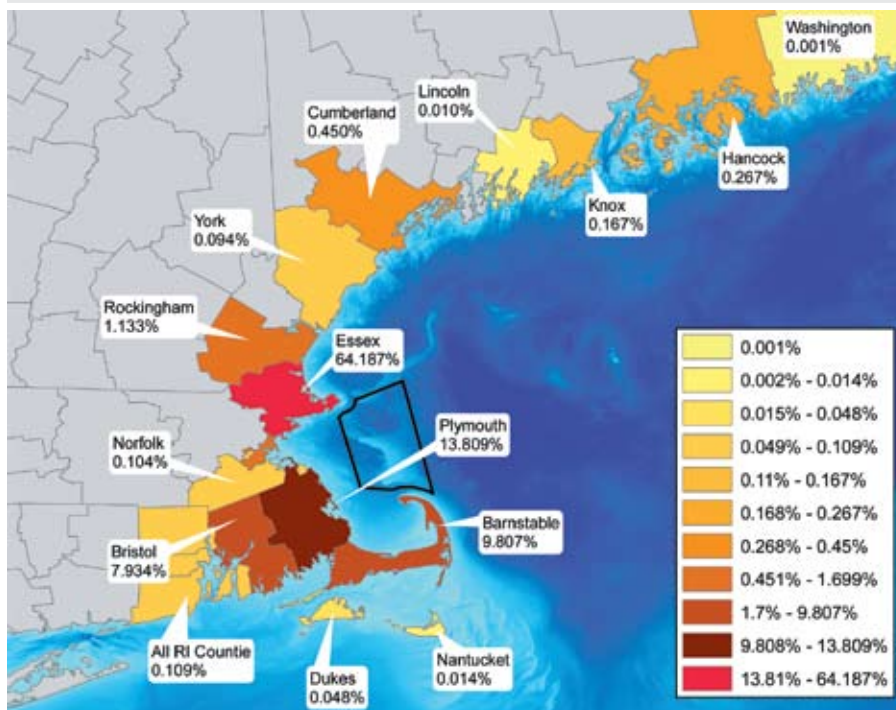 Washington
0.001%
Lincoln
0.010%
Cumberland
0.450%
Hancock
0.267%
Knox
0.167%
York
0.094%
Rockingham
1.133%
Essex
64.187%
Plymouth
13.809%
Norfolk
0.104%
Barnstable
9.807%
Bristol
7.934%
All RI Countie
0.109%
Dukes
0.048%
Nantucket
0.014%
0.001%
0.002% - 0.014%
0.015% - 0.048%
0.049% - 0.109%
0.11% - 0.167%
0.168% - 0.267%
0.268% - 0.45%
0.451% - 1.699%
1.7% - 9.807%
9.808% - 13.809%
13.81% - 64.187%